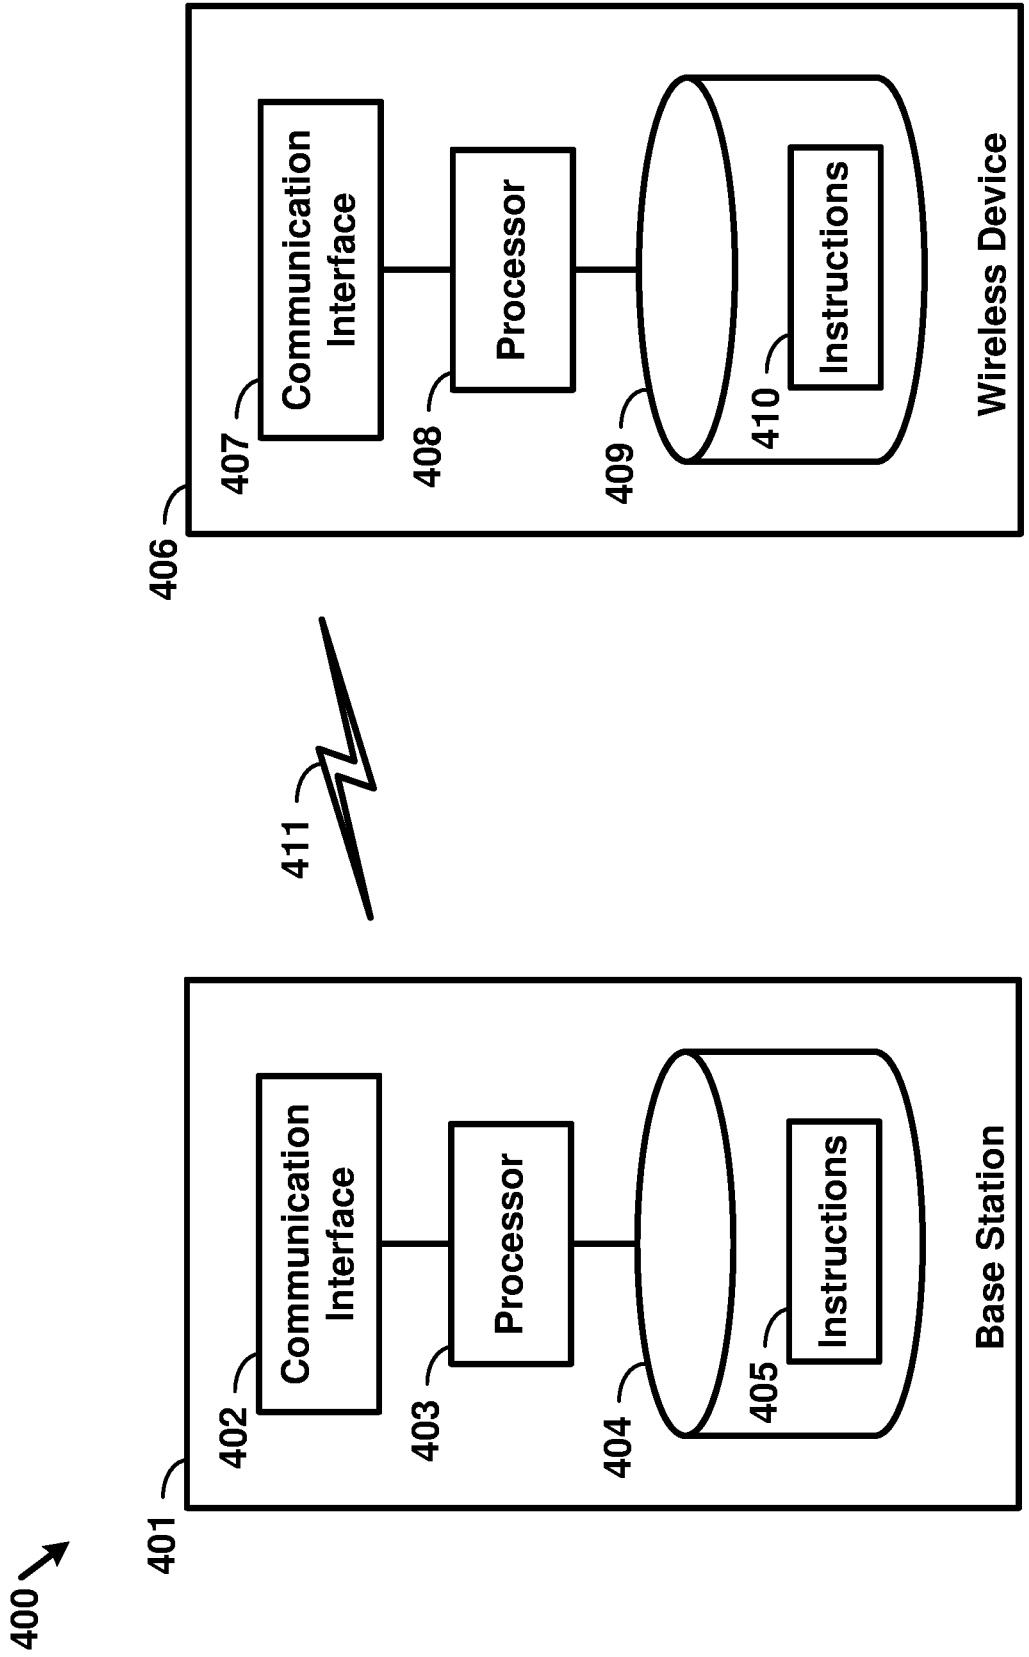 400
401
402
Communication
Interface
403
Processor
404
405
Instructions
Base Station
411
406
407
Communication
Interface
408
Processor
409
410
Instructions
Wireless Device